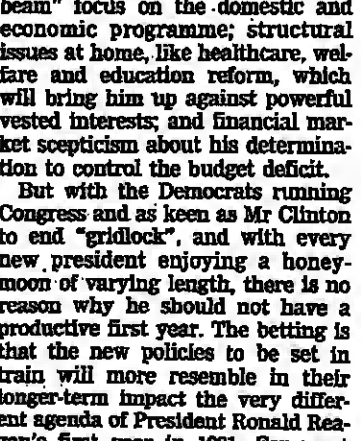 beam" focus on the domestic and
economic programme; structural
issues at home, like healthcare, wel-
fare and education reform, which
will bring him up against powerful
vested interests; and financial mar-
ket scepticism about his determina-
tion to control the budget deficit.
But with the Democrats running
Congress and as keen as Mr Clinton
to end "gridlock", and with every
new president enjoying a honey-
moon of varying length, there is no
reason why he should not have a
productive first year. The betting is
that the new policies to be set in
train will more resemble in their
longer-term impact the very differ-
ent agenda of President Ronald Rea-
gan's first year in